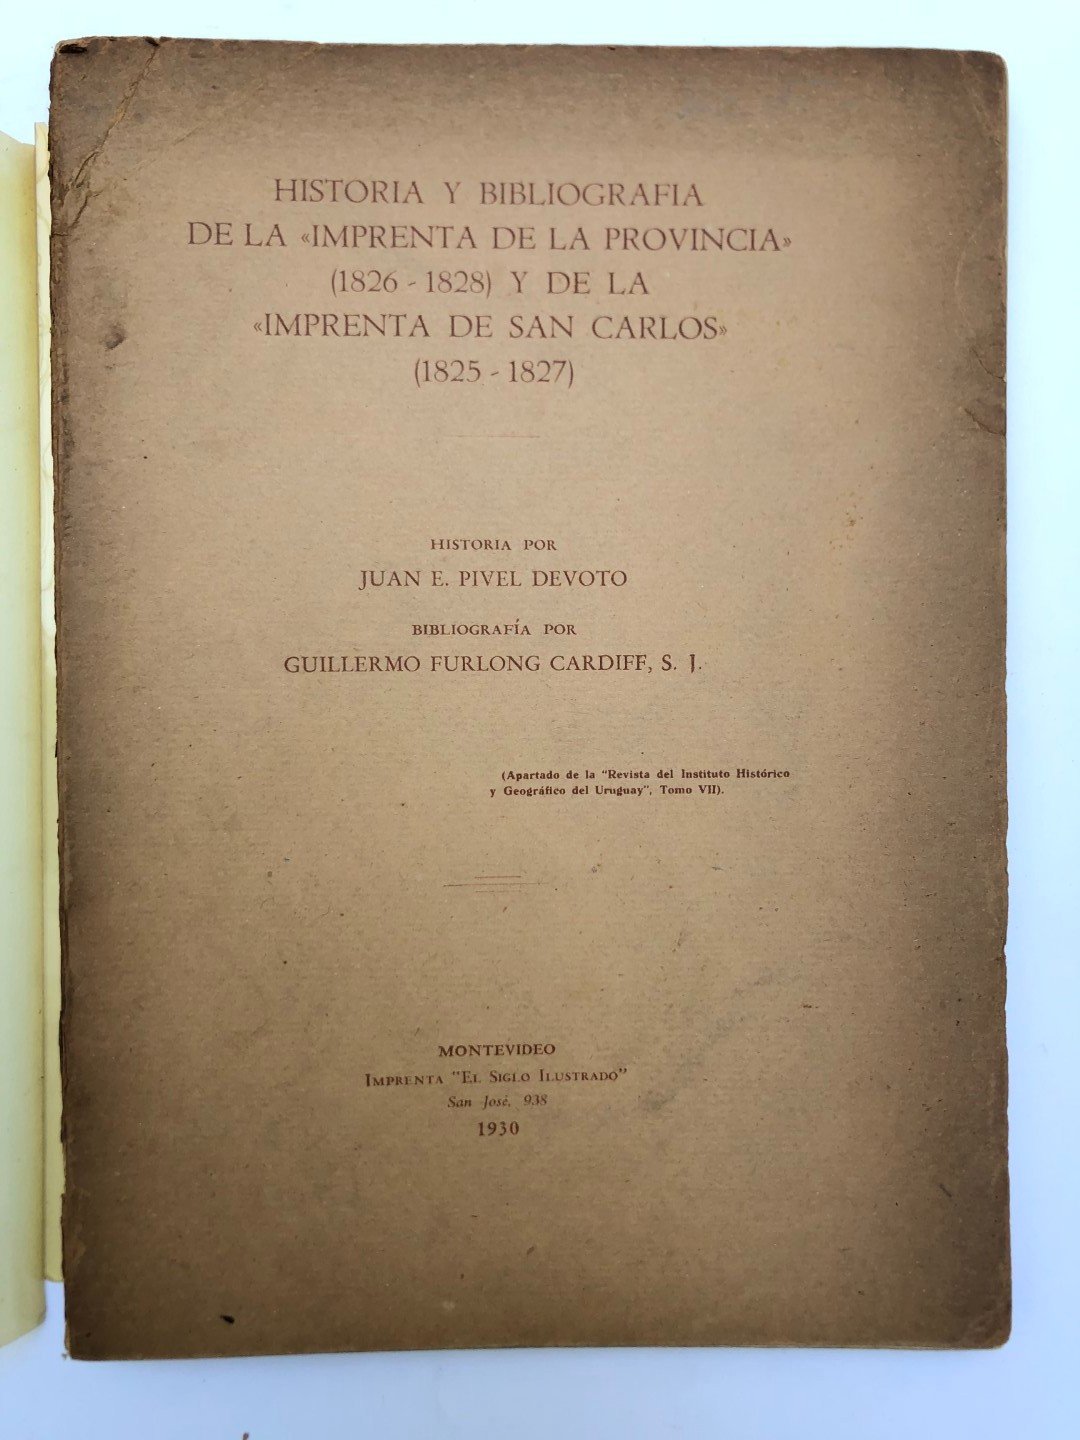 HISTORIA Y BIBLIOGRAFIA
DE LA «IMPRENTA DE LA PROVINCIA»
(1826 - 1828) Y DE LA
«IMPRENTA DE SAN CARLOS»
(1825 - 1827)
HISTORIA POR
JUAN E. PIVEL DEVOTO
BIBLIOGRAFÍA POR
GUILLERMO FURLONG CARDIFF, S. J.
(Apartado de la "Revista del Instituto Histórico
y Geográfico del Uruguay", Tomo VII).
MONTEVIDEO
IMPRENTA "EL SIGLO ILUSTRADO"
San José, 938
1930